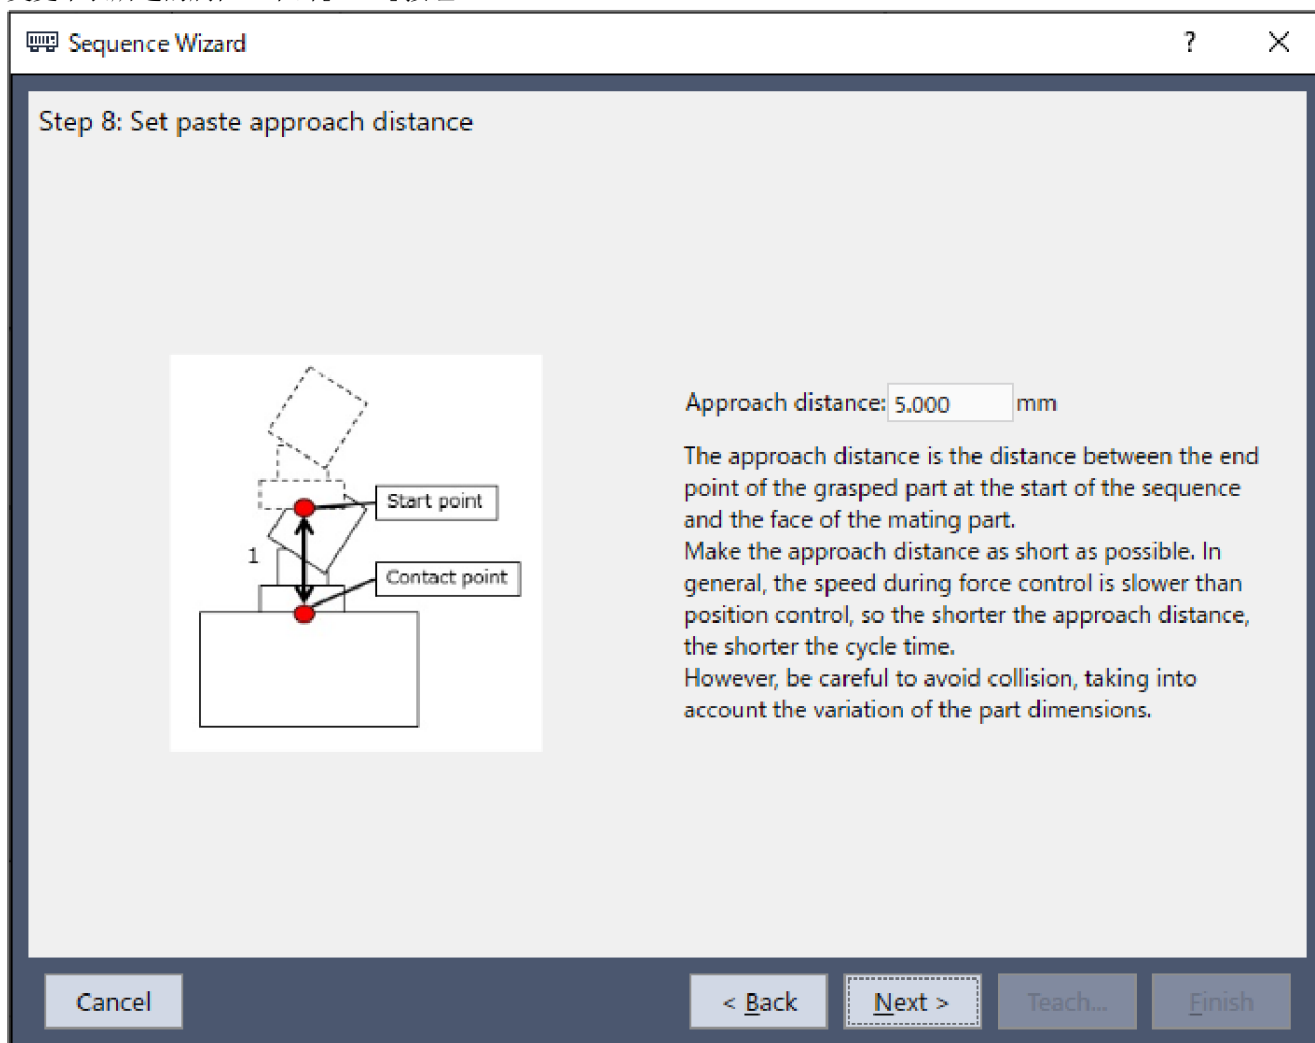 Sequence Wizard
?
Step 8: Set paste approach distance
Start point
1
Contact point
Approach distance: 5.000 mm
The approach distance is the distance between the end
point of the grasped part at the start of the sequence
and the face of the mating part.
Make the approach distance as short as possible. In
general, the speed during force control is slower than
position control, so the shorter the approach distance,
the shorter the cycle time.
However, be careful to avoid collision, taking into
account the variation of the part dimensions.
Cancel
< Back
Next >
Teach...
Finish